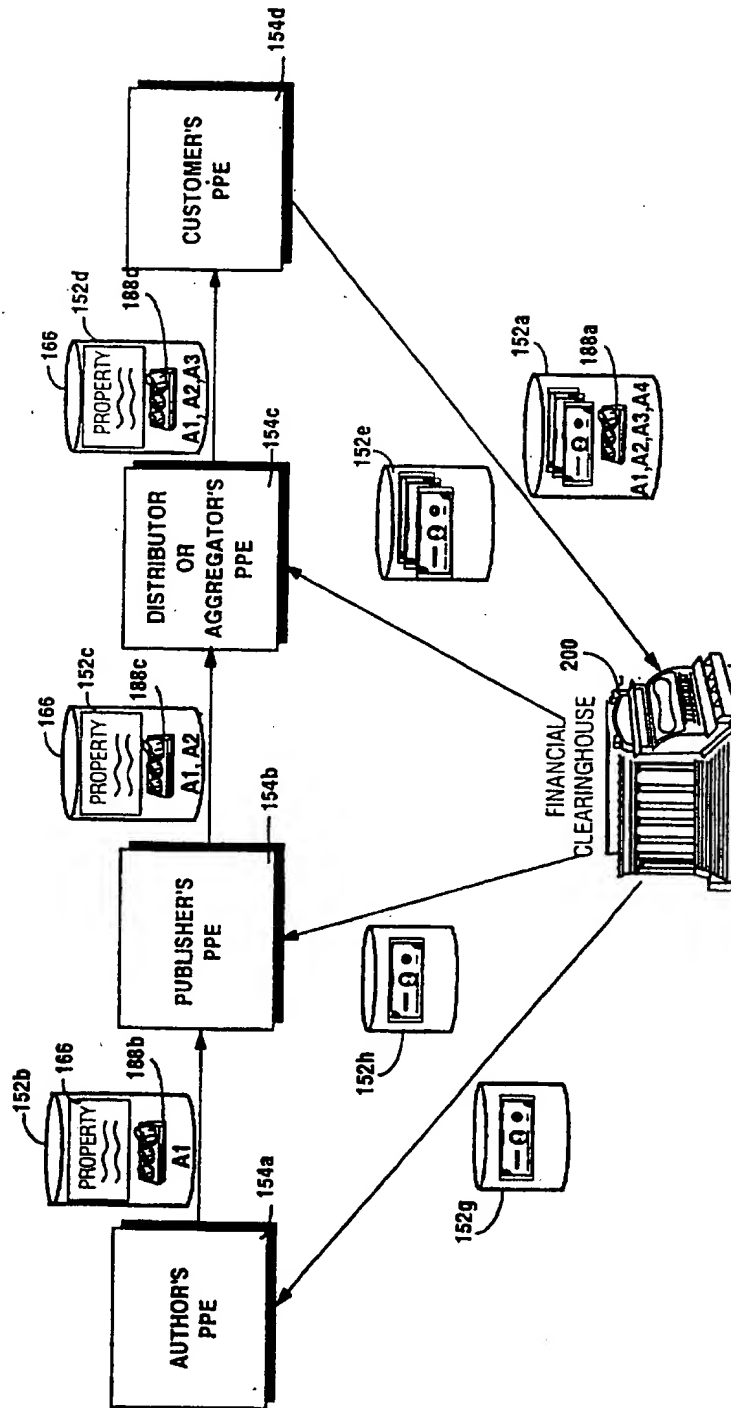 AUTHOR'S
PPE
154a
152b
166
PROPERTY
188b
A1
PUBLISHER'S
PPE
154b
166
152c
PROPERTY
188c
A1, A2
DISTRIBUTOR
OR
AGGREGATOR'S
PPE
154c
166
152d
PROPERTY
188d
A1, A2, A3
CUSTOMER'S
PPE
154d
152g
152h
152e
152a
188a
A1, A2, A3, A4
FINANCIAL
CLEARINGHOUSE
200